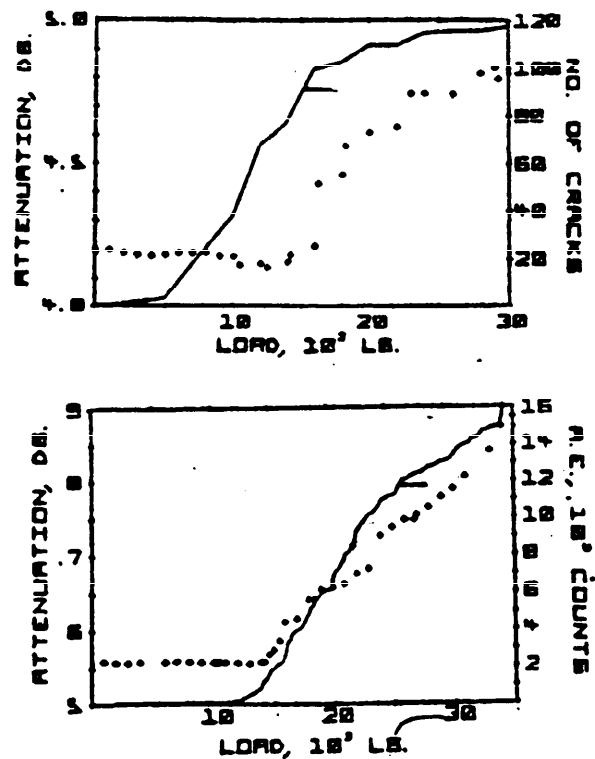 5.0
4.5
4.0
ATTENUATION, DB.
120
100
80
60
40
20
NO. OF CRACKS
10 20 30
LOAD, 10³ LB.
9
8
7
6
5
ATTENUATION, DB.
16
14
12
10
8
6
4
2
A.E., 10³ COUNTS
10 20 30
LOAD, 10³ LB.